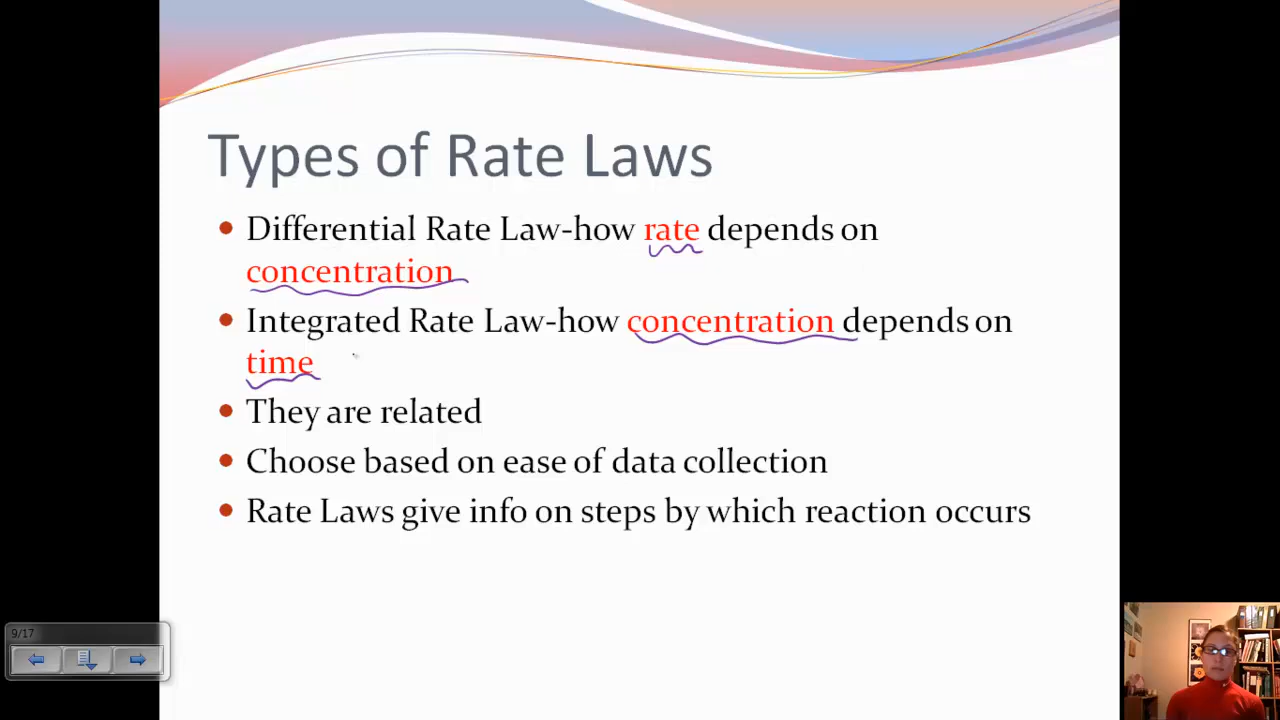 Types of Rate Laws
• Differential Rate Law-how rate depends on
concentration
• Integrated Rate Law-how concentration depends on
time
• They are related
• Choose based on ease of data collection
• Rate Laws give info on steps by which reaction occurs
9/17